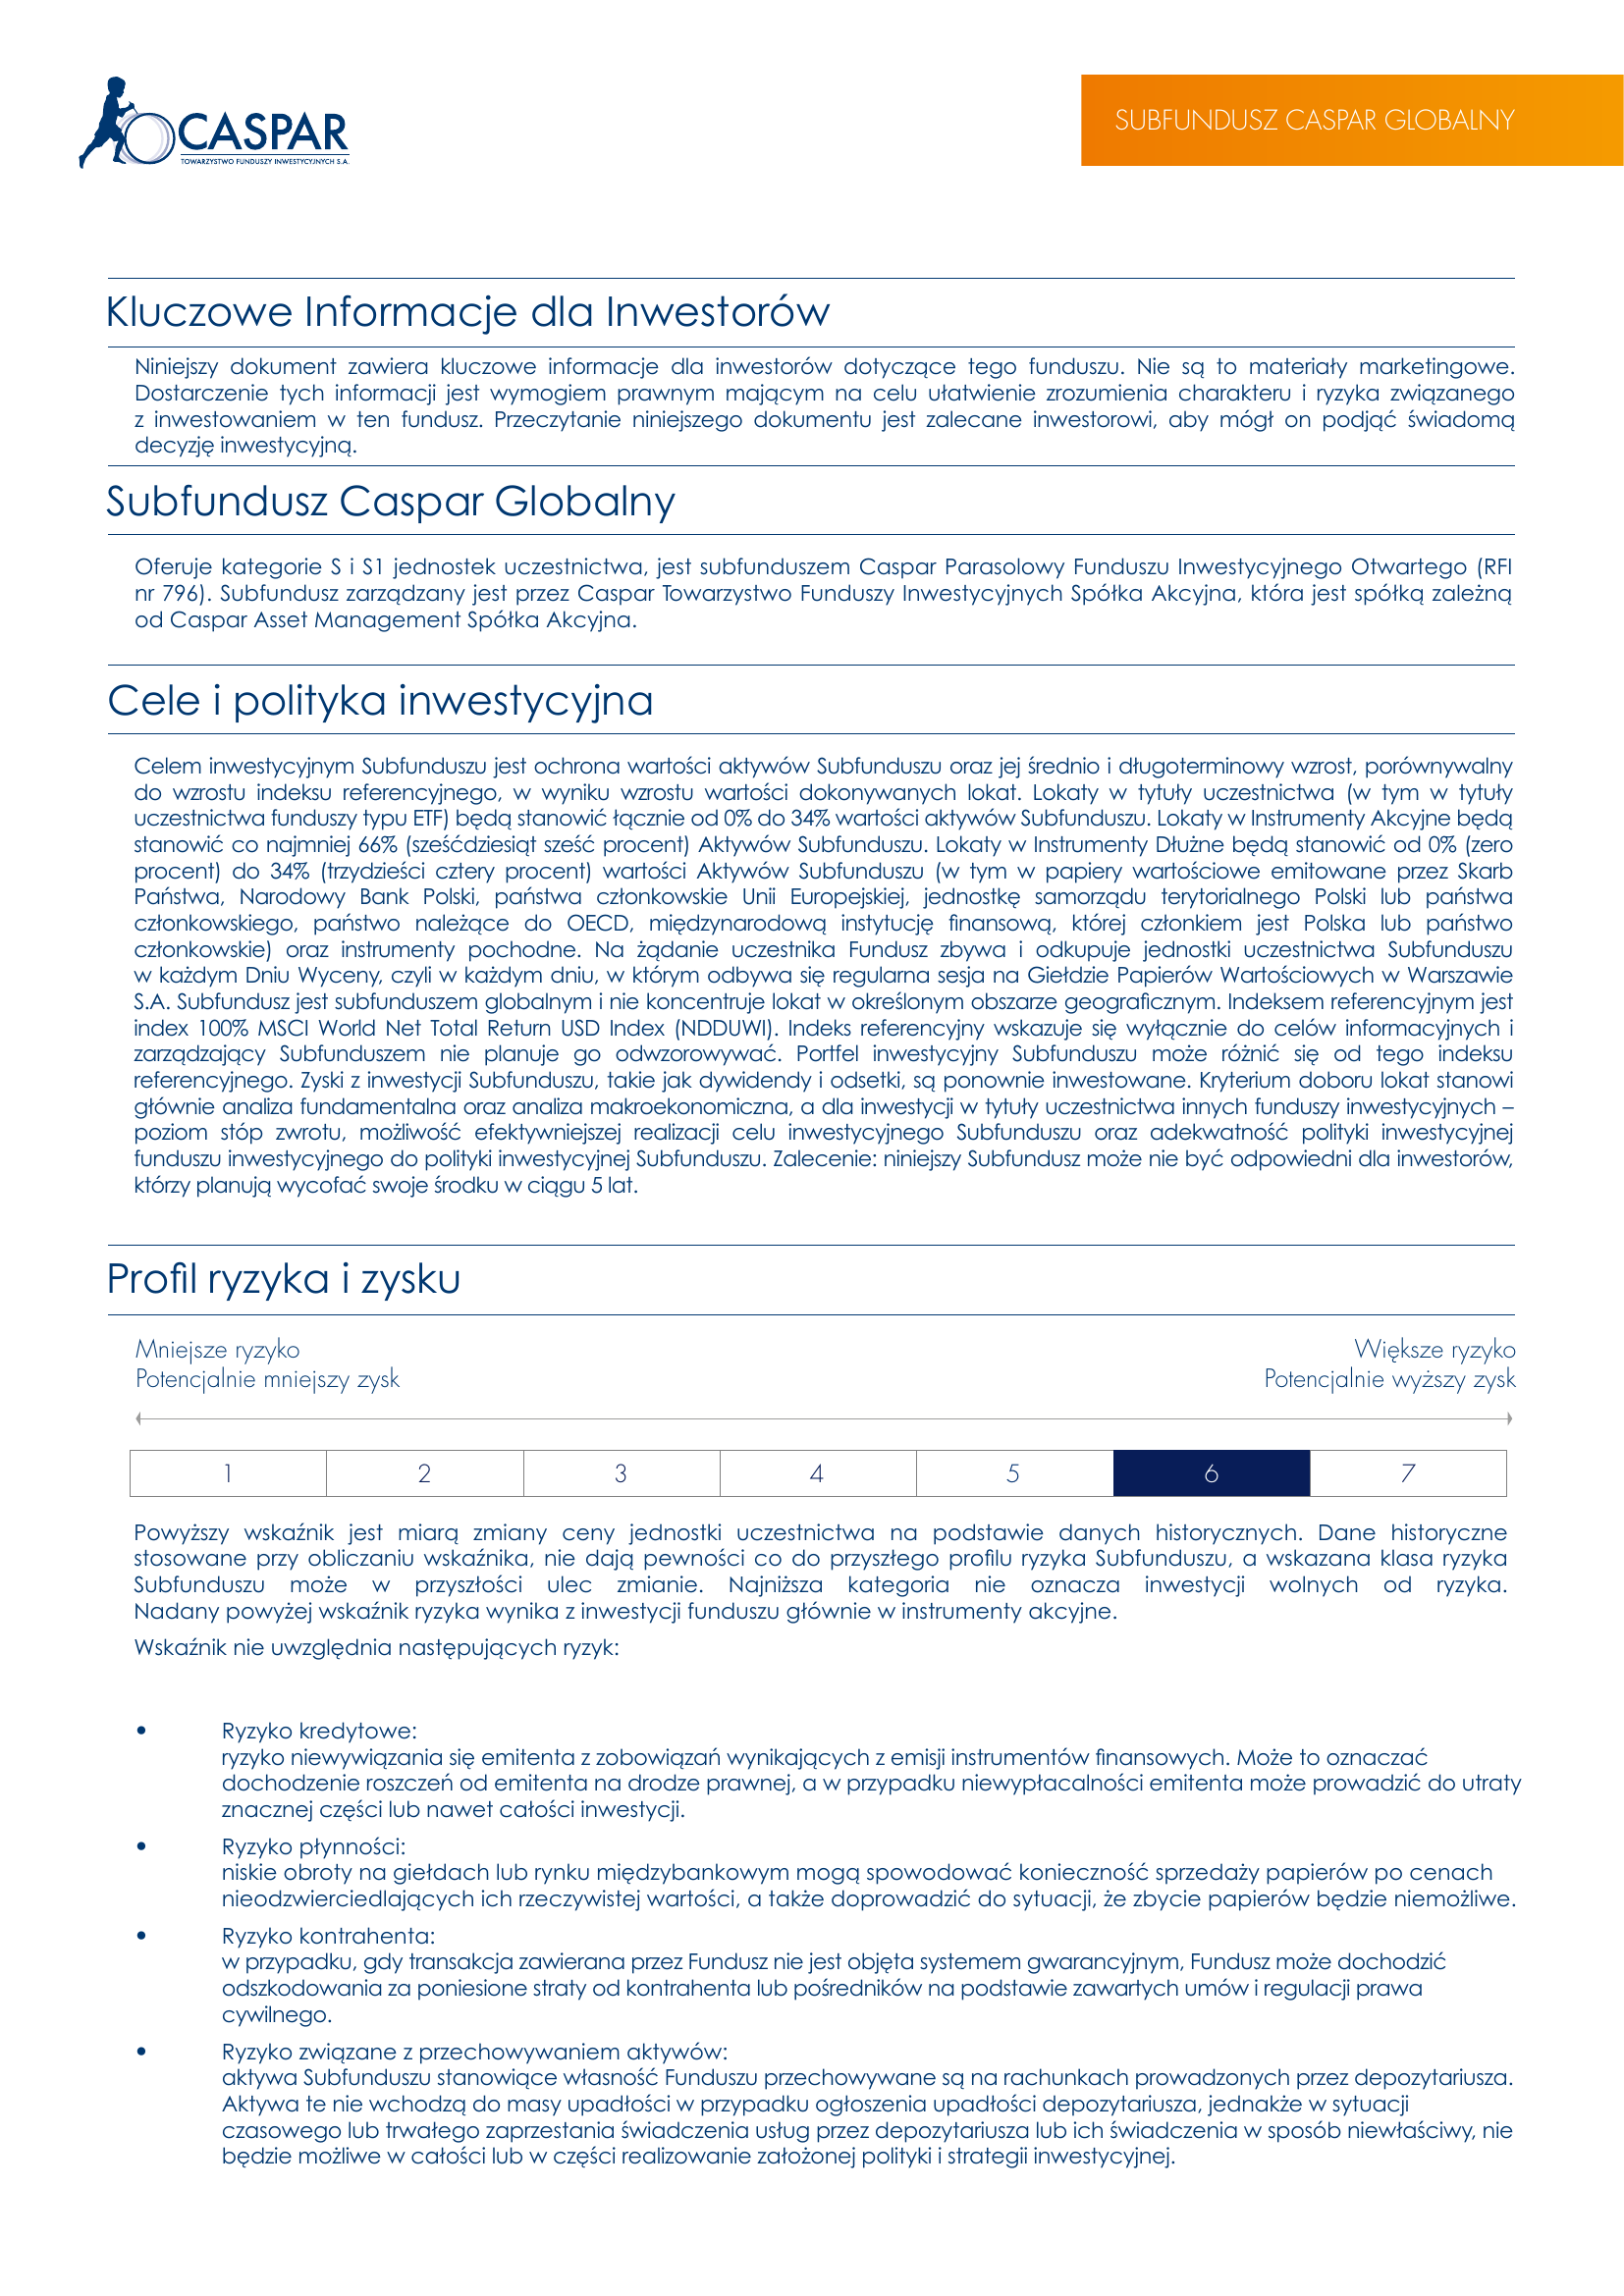 CASPAR
TOWARZYSTWO FUNDUSZY INWESTYCYJNYCH S.A.
SUBFUNDUSZ CASPAR GLOBALNY
Kluczowe Informacje dla Inwestorów
Niniejszy dokument zawiera kluczowe informacje dla inwestorów dotyczące tego funduszu. Nie są to materiały marketingowe.
Dostarczenie tych informacji jest wymogiem prawnym mającym na celu ułatwienie zrozumienia charakteru i ryzyka związanego
z inwestowaniem w ten fundusz. Przeczytanie niniejszego dokumentu jest zalecane inwestorowi, aby mógł on podjąć świadomą
decyzję inwestycyjną.
Subfundusz Caspar Globalny
Oferuje kategorie S i S1 jednostek uczestnictwa, jest subfunduszem Caspar Parasolowy Funduszu Inwestycyjnego Otwartego (RFI
nr 796). Subfundusz zarządzany jest przez Caspar Towarzystwo Funduszy Inwestycyjnych Spółka Akcyjna, która jest spółką zależną
od Caspar Asset Management Spółka Akcyjna.
Cele i polityka inwestycyjna
Celem inwestycyjnym Subfunduszu jest ochrona wartości aktywów Subfunduszu oraz jej średnio i długoterminowy wzrost, porównywalny
do wzrostu indeksu referencyjnego, w wyniku wzrostu wartości dokonywanych lokat. Lokaty w tytuły uczestnictwa (w tym w tytuły
uczestnictwa funduszy typu ETF) będą stanowić łącznie od 0% do 34% wartości aktywów Subfunduszu. Lokaty w Instrumenty Akcyjne będą
stanowić co najmniej 66% (sześćdziesiąt sześć procent) Aktywów Subfunduszu. Lokaty w Instrumenty Dłużne będą stanowić od 0% (zero
procent) do 34% (trzydzieści cztery procent) wartości Aktywów Subfunduszu (w tym w papiery wartościowe emitowane przez Skarb
Państwa, Narodowy Bank Polski, państwa członkowskie Unii Europejskiej, jednostkę samorządu terytorialnego Polski lub państwa
członkowskiego, państwo należące do OECD, międzynarodową instytucję finansową, której członkiem jest Polska lub państwo
członkowskie) oraz instrumenty pochodne. Na żądanie uczestnika Fundusz zbywa i odkupuje jednostki uczestnictwa Subfunduszu
w każdym Dniu Wyceny, czyli w każdym dniu, w którym odbywa się regularna sesja na Giełdzie Papierów Wartościowych w Warszawie
S.A. Subfundusz jest subfunduszem globalnym i nie koncentruje lokat w określonym obszarze geograficznym. Indeksem referencyjnym jest
index 100% MSCI World Net Total Return USD Index (NDDUWI). Indeks referencyjny wskazuje się wyłącznie do celów informacyjnych i
zarządzający Subfunduszem nie planuje go odwzorowywać. Portfel inwestycyjny Subfunduszu może różnić się od tego indeksu
referencyjnego. Zyski z inwestycji Subfunduszu, takie jak dywidendy i odsetki, są ponownie inwestowane. Kryterium doboru lokat stanowi
głównie analiza fundamentalna oraz analiza makroekonomiczna, a dla inwestycji w tytuły uczestnictwa innych funduszy inwestycyjnych –
poziom stóp zwrotu, możliwość efektywniejszej realizacji celu inwestycyjnego Subfunduszu oraz adekwatność polityki inwestycyjnej
funduszu inwestycyjnego do polityki inwestycyjnej Subfunduszu. Zalecenie: niniejszy Subfundusz może nie być odpowiedni dla inwestorów,
którzy planują wycofać swoje środku w ciągu 5 lat.
Profil ryzyka i zysku
Mniejsze ryzyko
Potencjalnie mniejszy zysk
Większe ryzyko
Potencjalnie wyższy zysk
1 2 3 4 5 6 7
Powyższy wskaźnik jest miarą zmiany ceny jednostki uczestnictwa na podstawie danych historycznych. Dane historyczne
stosowane przy obliczaniu wskaźnika, nie dają pewności co do przyszłego profilu ryzyka Subfunduszu, a wskazana klasa ryzyka
Subfunduszu może w przyszłości ulec zmianie. Najniższa kategoria nie oznacza inwestycji wolnych od ryzyka.
Nadany powyżej wskaźnik ryzyka wynika z inwestycji funduszu głównie w instrumenty akcyjne.
Wskaźnik nie uwzględnia następujących ryzyk:
• Ryzyko kredytowe:
ryzyko niewywiązania się emitenta z zobowiązań wynikających z emisji instrumentów finansowych. Może to oznaczać
dochodzenie roszczeń od emitenta na drodze prawnej, a w przypadku niewypłacalności emitenta może prowadzić do utraty
znacznej części lub nawet całości inwestycji.
• Ryzyko płynności:
niskie obroty na giełdach lub rynku międzybankowym mogą spowodować konieczność sprzedaży papierów po cenach
nieodzwierciedlających ich rzeczywistej wartości, a także doprowadzić do sytuacji, że zbycie papierów będzie niemożliwe.
• Ryzyko kontrahenta:
w przypadku, gdy transakcja zawierana przez Fundusz nie jest objęta systemem gwarancyjnym, Fundusz może dochodzić
odszkodowania za poniesione straty od kontrahenta lub pośredników na podstawie zawartych umów i regulacji prawa
cywilnego.
• Ryzyko związane z przechowywaniem aktywów:
aktywa Subfunduszu stanowiące własność Funduszu przechowywane są na rachunkach prowadzonych przez depozytariusza.
Aktywa te nie wchodzą do masy upadłości w przypadku ogłoszenia upadłości depozytariusza, jednakże w sytuacji
czasowego lub trwałego zaprzestania świadczenia usług przez depozytariusza lub ich świadczenia w sposób niewłaściwy, nie
będzie możliwe w całości lub w części realizowanie założonej polityki i strategii inwestycyjnej.